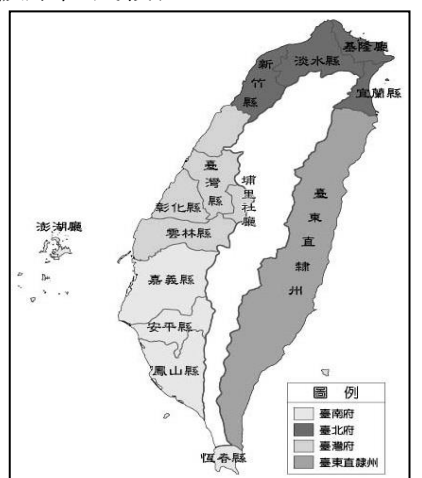 基隆廳
淡水縣
新竹縣
宜蘭縣
臺灣縣
埔里社廳
彰化縣
雲林縣
澎湖廳
臺東直隸州
嘉義縣
安平縣
鳳山縣
恆春縣
圖 例
臺南府
臺北府
臺灣府
臺東直隸州